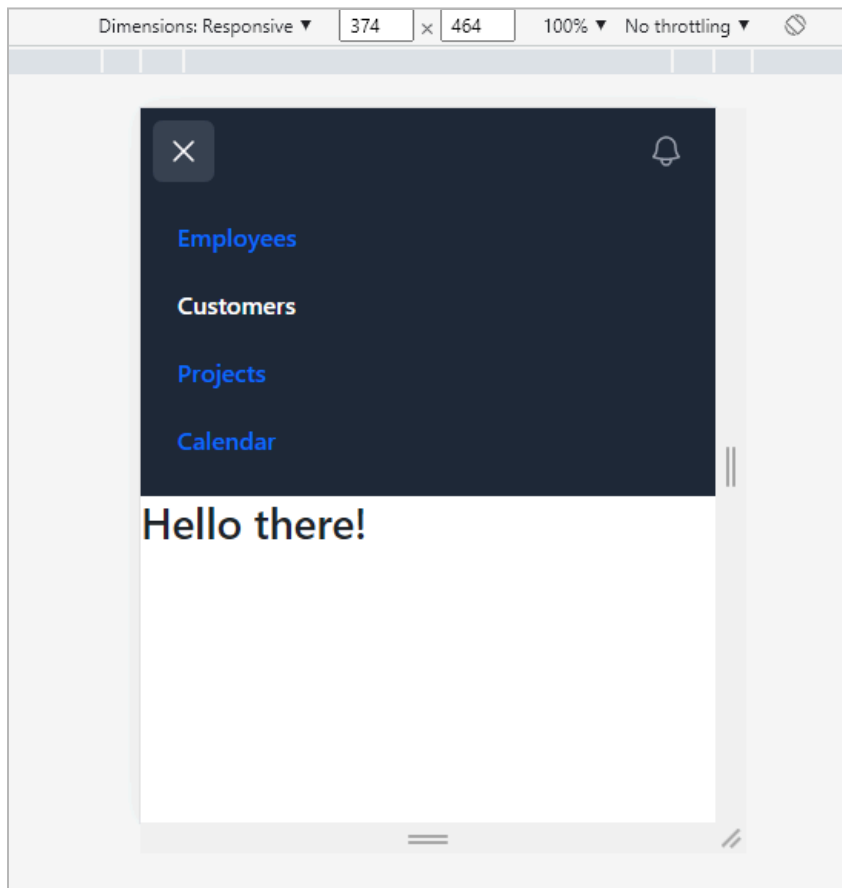 Dimensions: Responsive ▼ 374 × 464 100% ▼ No throttling ▼
Employees
Customers
Projects
Calendar
Hello there!